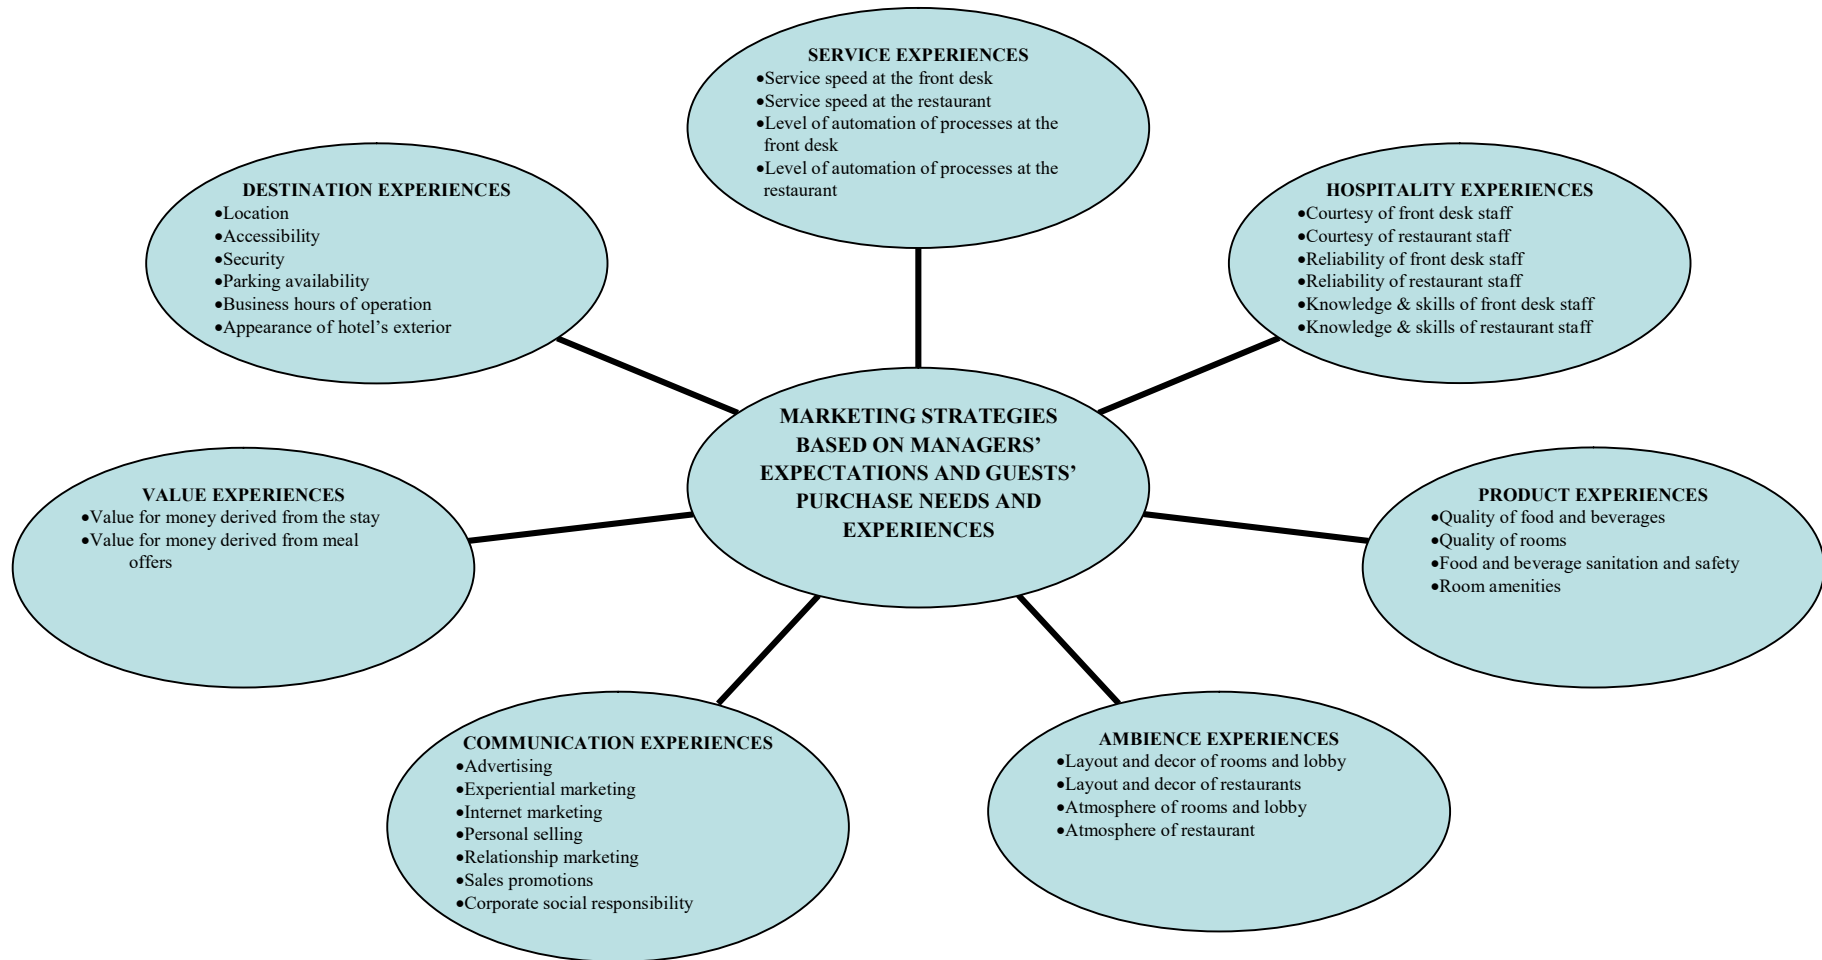 SERVICE EXPERIENCES
•Service speed at the front desk
•Service speed at the restaurant
•Level of automation of processes at the
front desk
•Level of automation of processes at the
restaurant
DESTINATION EXPERIENCES
•Location
•Accessibility
•Security
•Parking availability
•Business hours of operation
•Appearance of hotel’s exterior
HOSPITALITY EXPERIENCES
•Courtesy of front desk staff
•Courtesy of restaurant staff
•Reliability of front desk staff
•Reliability of restaurant staff
•Knowledge & skills of front desk staff
•Knowledge & skills of restaurant staff
MARKETING STRATEGIES
BASED ON MANAGERS’
EXPECTATIONS AND GUESTS’
PURCHASE NEEDS AND
EXPERIENCES
VALUE EXPERIENCES
•Value for money derived from the stay
•Value for money derived from meal
offers
PRODUCT EXPERIENCES
•Quality of food and beverages
•Quality of rooms
•Food and beverage sanitation and safety
•Room amenities
COMMUNICATION EXPERIENCES
•Advertising
•Experiential marketing
•Internet marketing
•Personal selling
•Relationship marketing
•Sales promotions
•Corporate social responsibility
AMBIENCE EXPERIENCES
•Layout and decor of rooms and lobby
•Layout and decor of restaurants
•Atmosphere of rooms and lobby
•Atmosphere of restaurant